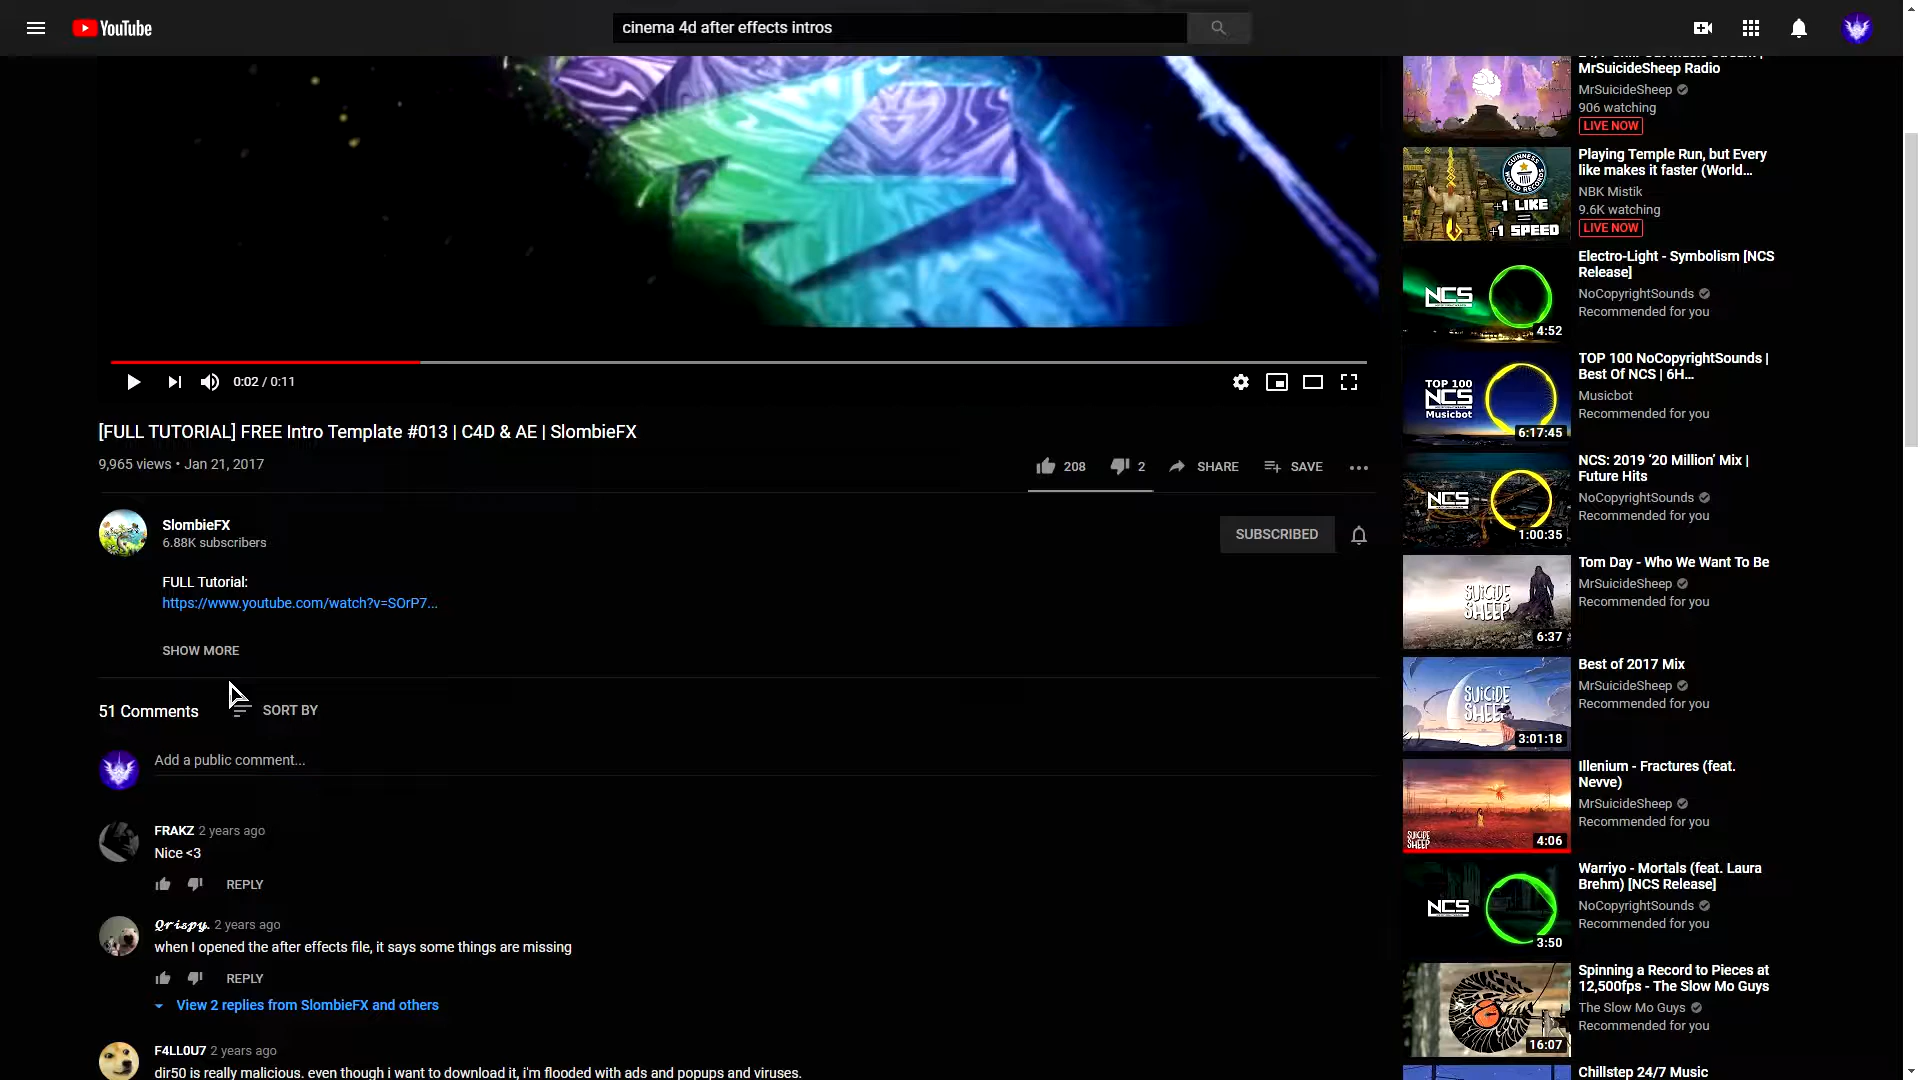 YouTube
cinema 4d after effects intros
0:02 / 0:11
[FULL TUTORIAL] FREE Intro Template #013 | C4D & AE | SlombieFX
9,965 views • Jan 21, 2017
208
2
SHARE
SAVE
SlombieFX
6.88K subscribers
SUBSCRIBED
FULL Tutorial:
https://www.youtube.com/watch?v=SOrP7...
SHOW MORE
51 Comments
SORT BY
Add a public comment...
FRAKZ 2 years ago
Nice <3
REPLY
𝓠𝓻𝓲𝓼𝓹𝔂. 2 years ago
when I opened the after effects file, it says some things are missing
REPLY
View 2 replies from SlombieFX and others
F4LL0U7 2 years ago
dir50 is really malicious. even though i want to download it, i'm flooded with ads and popups and viruses.
MrSuicideSheep Radio
MrSuicideSheep
906 watching
LIVE NOW
GUINNESS
WORLD RECORDS
+1 LIKE
=
+1 SPEED
Playing Temple Run, but Every
like makes it faster (World...
NBK Mistik
9.6K watching
LIVE NOW
NCS
4:52
Electro-Light - Symbolism [NCS
Release]
NoCopyrightSounds
Recommended for you
TOP 100
NCS
Musicbot
6:17:45
TOP 100 NoCopyrightSounds |
Best Of NCS | 6H...
Musicbot
Recommended for you
NCS
1:00:35
NCS: 2019 '20 Million' Mix |
Future Hits
NoCopyrightSounds
Recommended for you
SUICIDE
SHEEP
6:37
Tom Day - Who We Want To Be
MrSuicideSheep
Recommended for you
SUICIDE
SHEEP
3:01:18
Best of 2017 Mix
MrSuicideSheep
Recommended for you
SUICIDE
SHEEP
4:06
Illenium - Fractures (feat.
Nevve)
MrSuicideSheep
Recommended for you
NCS
3:50
Warriyo - Mortals (feat. Laura
Brehm) [NCS Release]
NoCopyrightSounds
Recommended for you
16:07
Spinning a Record to Pieces at
12,500fps - The Slow Mo Guys
The Slow Mo Guys
Recommended for you
Chillstep 24/7 Music